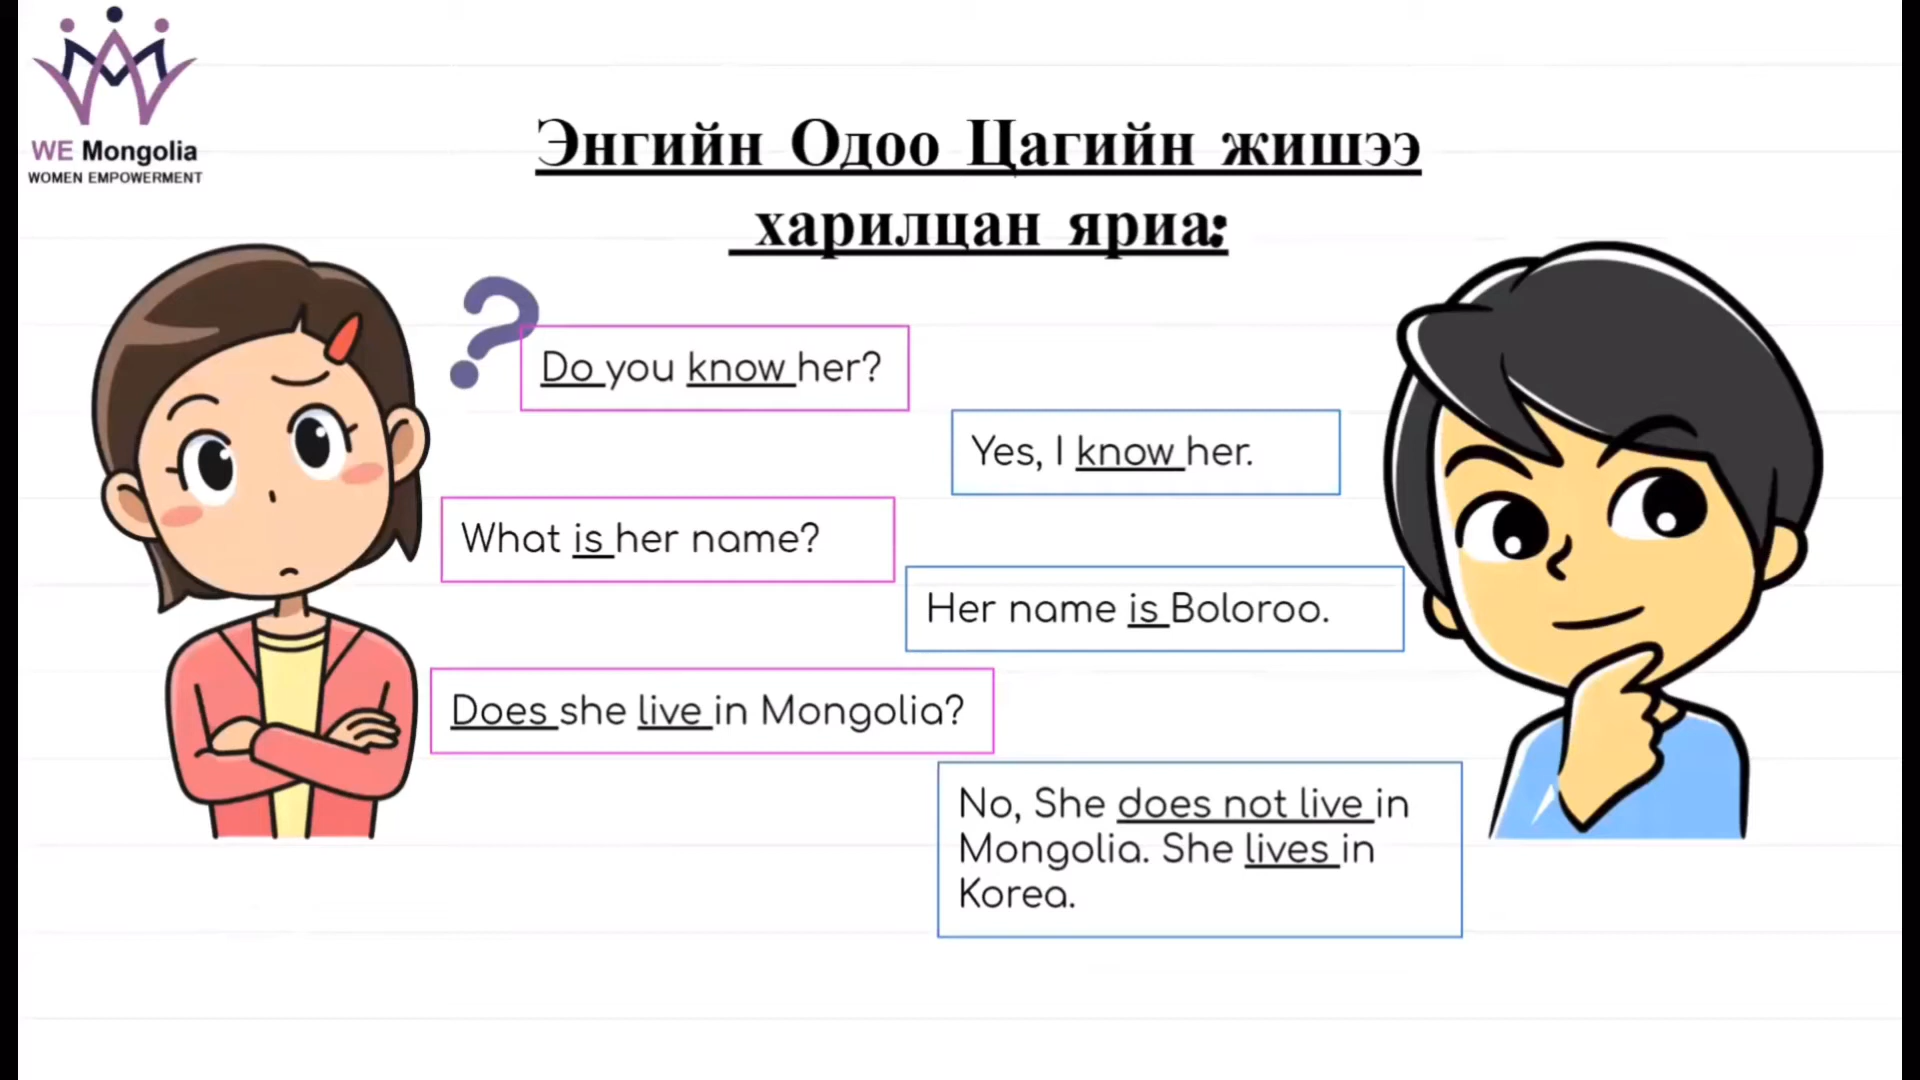 WE Mongolia
WOMEN EMPOWERMENT
Энгийн Одоо Цагийн жишээ
харилцан яриа:
?
Do you know her?
Yes, I know her.
What is her name?
Her name is Boloroo.
Does she live in Mongolia?
No, She does not live in
Mongolia. She lives in
Korea.